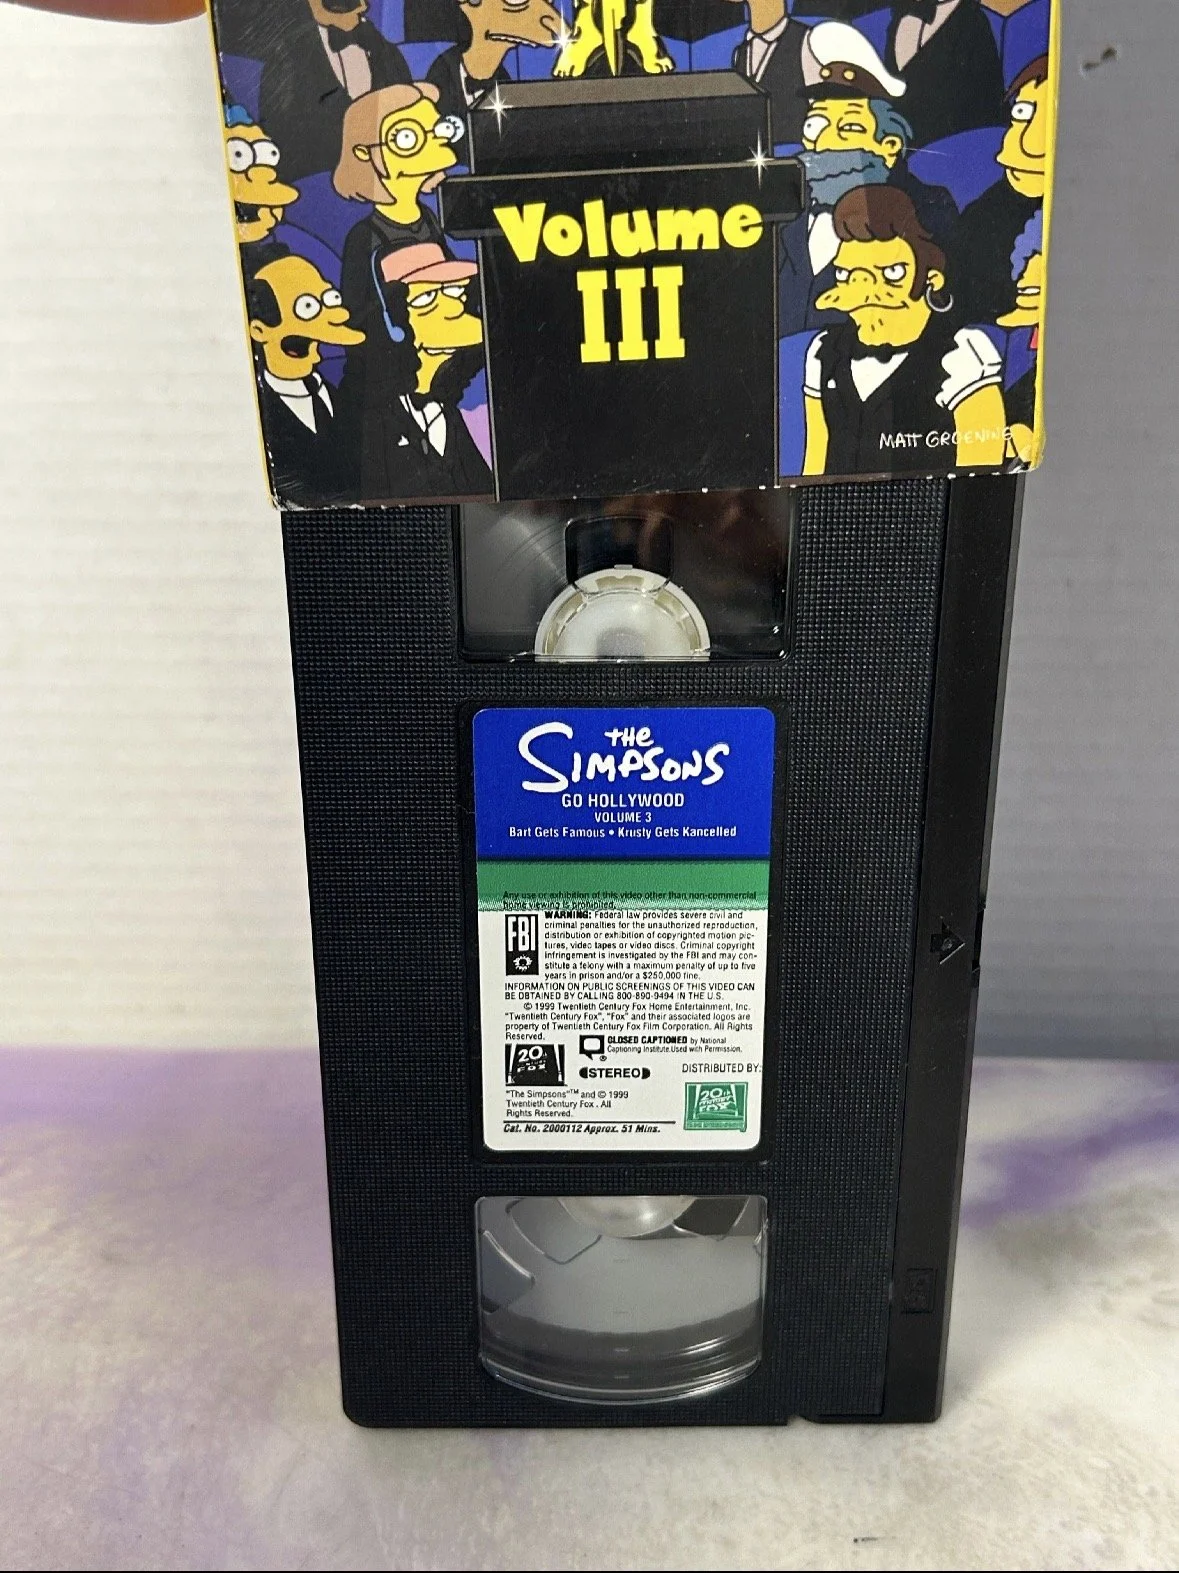 Volume
III
MATT GROENING
THE
SIMPSONS
GO HOLLYWOOD
VOLUME 3
Bart Gets Famous • Krusty Gets Kancelled
Any use or exhibition of this video other than non-commercial
home viewing is prohibited.
FBI
WARNING: Federal law provides severe civil and
criminal penalties for the unauthorized reproduction,
distribution or exhibition of copyrighted motion pic-
tures, video tapes or video discs. Criminal copyright
infringement is investigated by the FBI and may con-
stitute a felony with a maximum penalty of up to five
years in prison and/or a $250,000 fine.
INFORMATION ON PUBLIC SCREENINGS OF THIS VIDEO CAN
BE OBTAINED BY CALLING 800-890-9494 IN THE U.S.
© 1999 Twentieth Century Fox Home Entertainment, Inc.
"Twentieth Century Fox", "Fox" and their associated logos are
property of Twentieth Century Fox Film Corporation. All Rights
Reserved.
20th
CENTURY
FOX
CLOSED CAPTIONED by National
Captioning Institute. Used with Permission.
®
STEREO
DISTRIBUTED BY:
20th
CENTURY
FOX
"The Simpsons"™ and © 1999
Twentieth Century Fox. All
Rights Reserved.
Cat. No. 2000112 Approx. 51 Mins.